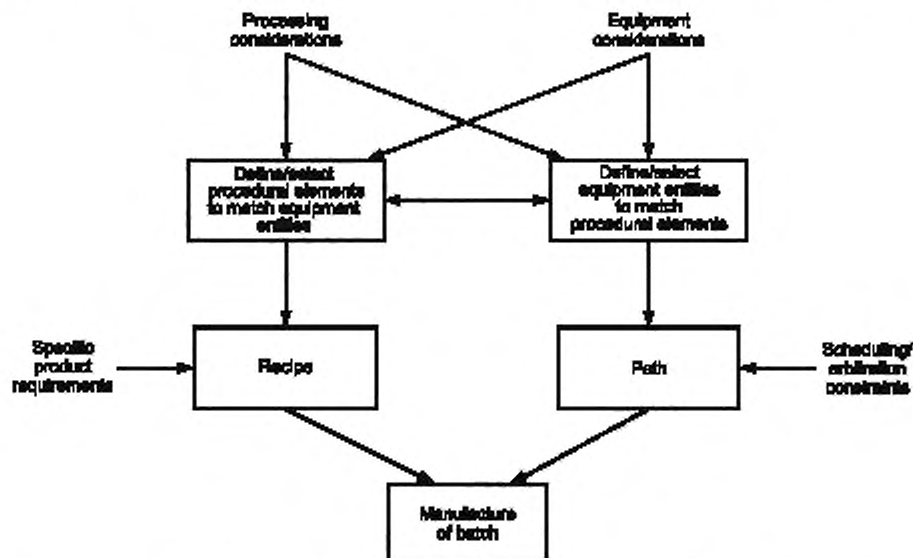 Processing
considerations
Equipment
considerations
Define/select
procedural elements
to match equipment
entities
Define/select
equipment entities
to match
procedural elements
Specific
product
requirements
Recipe
Path
Scheduling/
arbitration
constraints
Manufacture
of batch